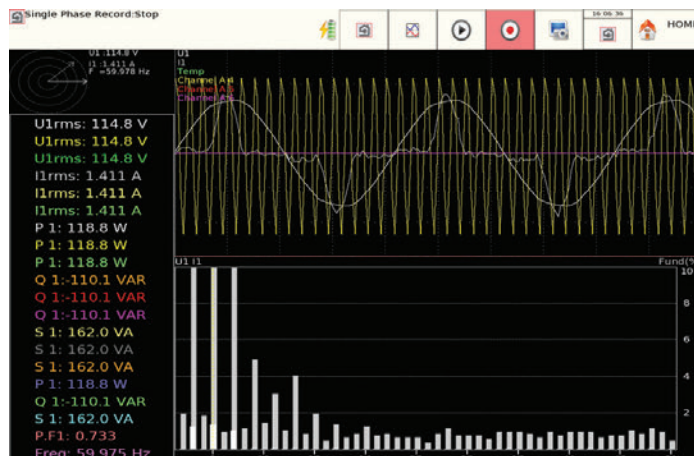 Single Phase Record:Stop
16:06:36
HOME
U1 :114.8 V
I1 :1.411 A
F =59.978 Hz
U1
I1
Temp
Channel A 4
Channel A 5
Channel A 6
U1rms: 114.8 V
U1rms: 114.8 V
U1rms: 114.8 V
I1rms: 1.411 A
I1rms: 1.411 A
I1rms: 1.411 A
P 1: 118.8 W
P 1: 118.8 W
P 1: 118.8 W
Q 1:-110.1 VAR
Q 1:-110.1 VAR
Q 1:-110.1 VAR
S 1: 162.0 VA
S 1: 162.0 VA
S 1: 162.0 VA
P 1: 118.8 W
Q 1:-110.1 VAR
S 1: 162.0 VA
P.F1: 0.733
Freq: 59.975 Hz
U1 I1
Fund(%
10
8
6
4
2